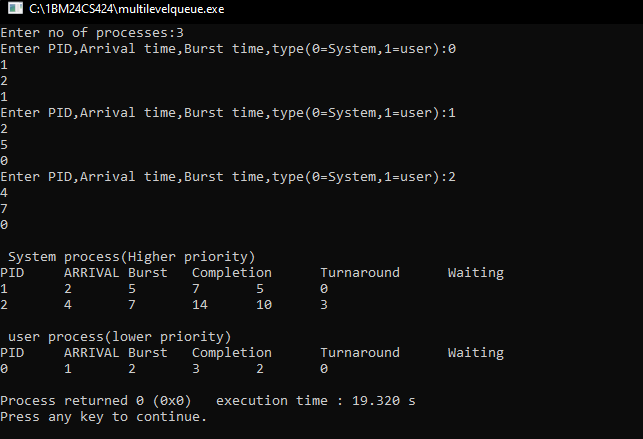 C:\1BM24CS424\multilevelqueue.exe
Enter no of processes:3
Enter PID,Arrival time,Burst time,type(0=System,1=user):0
1
2
1
Enter PID,Arrival time,Burst time,type(0=System,1=user):1
2
5
0
Enter PID,Arrival time,Burst time,type(0=System,1=user):2
4
7
0
System process(Higher priority)
PID ARRIVAL Burst Completion Turnaround Waiting
1 2 5 7 5 0
2 4 7 14 10 3
user process(lower priority)
PID ARRIVAL Burst Completion Turnaround Waiting
0 1 2 3 2 0
Process returned 0 (0x0) execution time : 19.320 s
Press any key to continue.